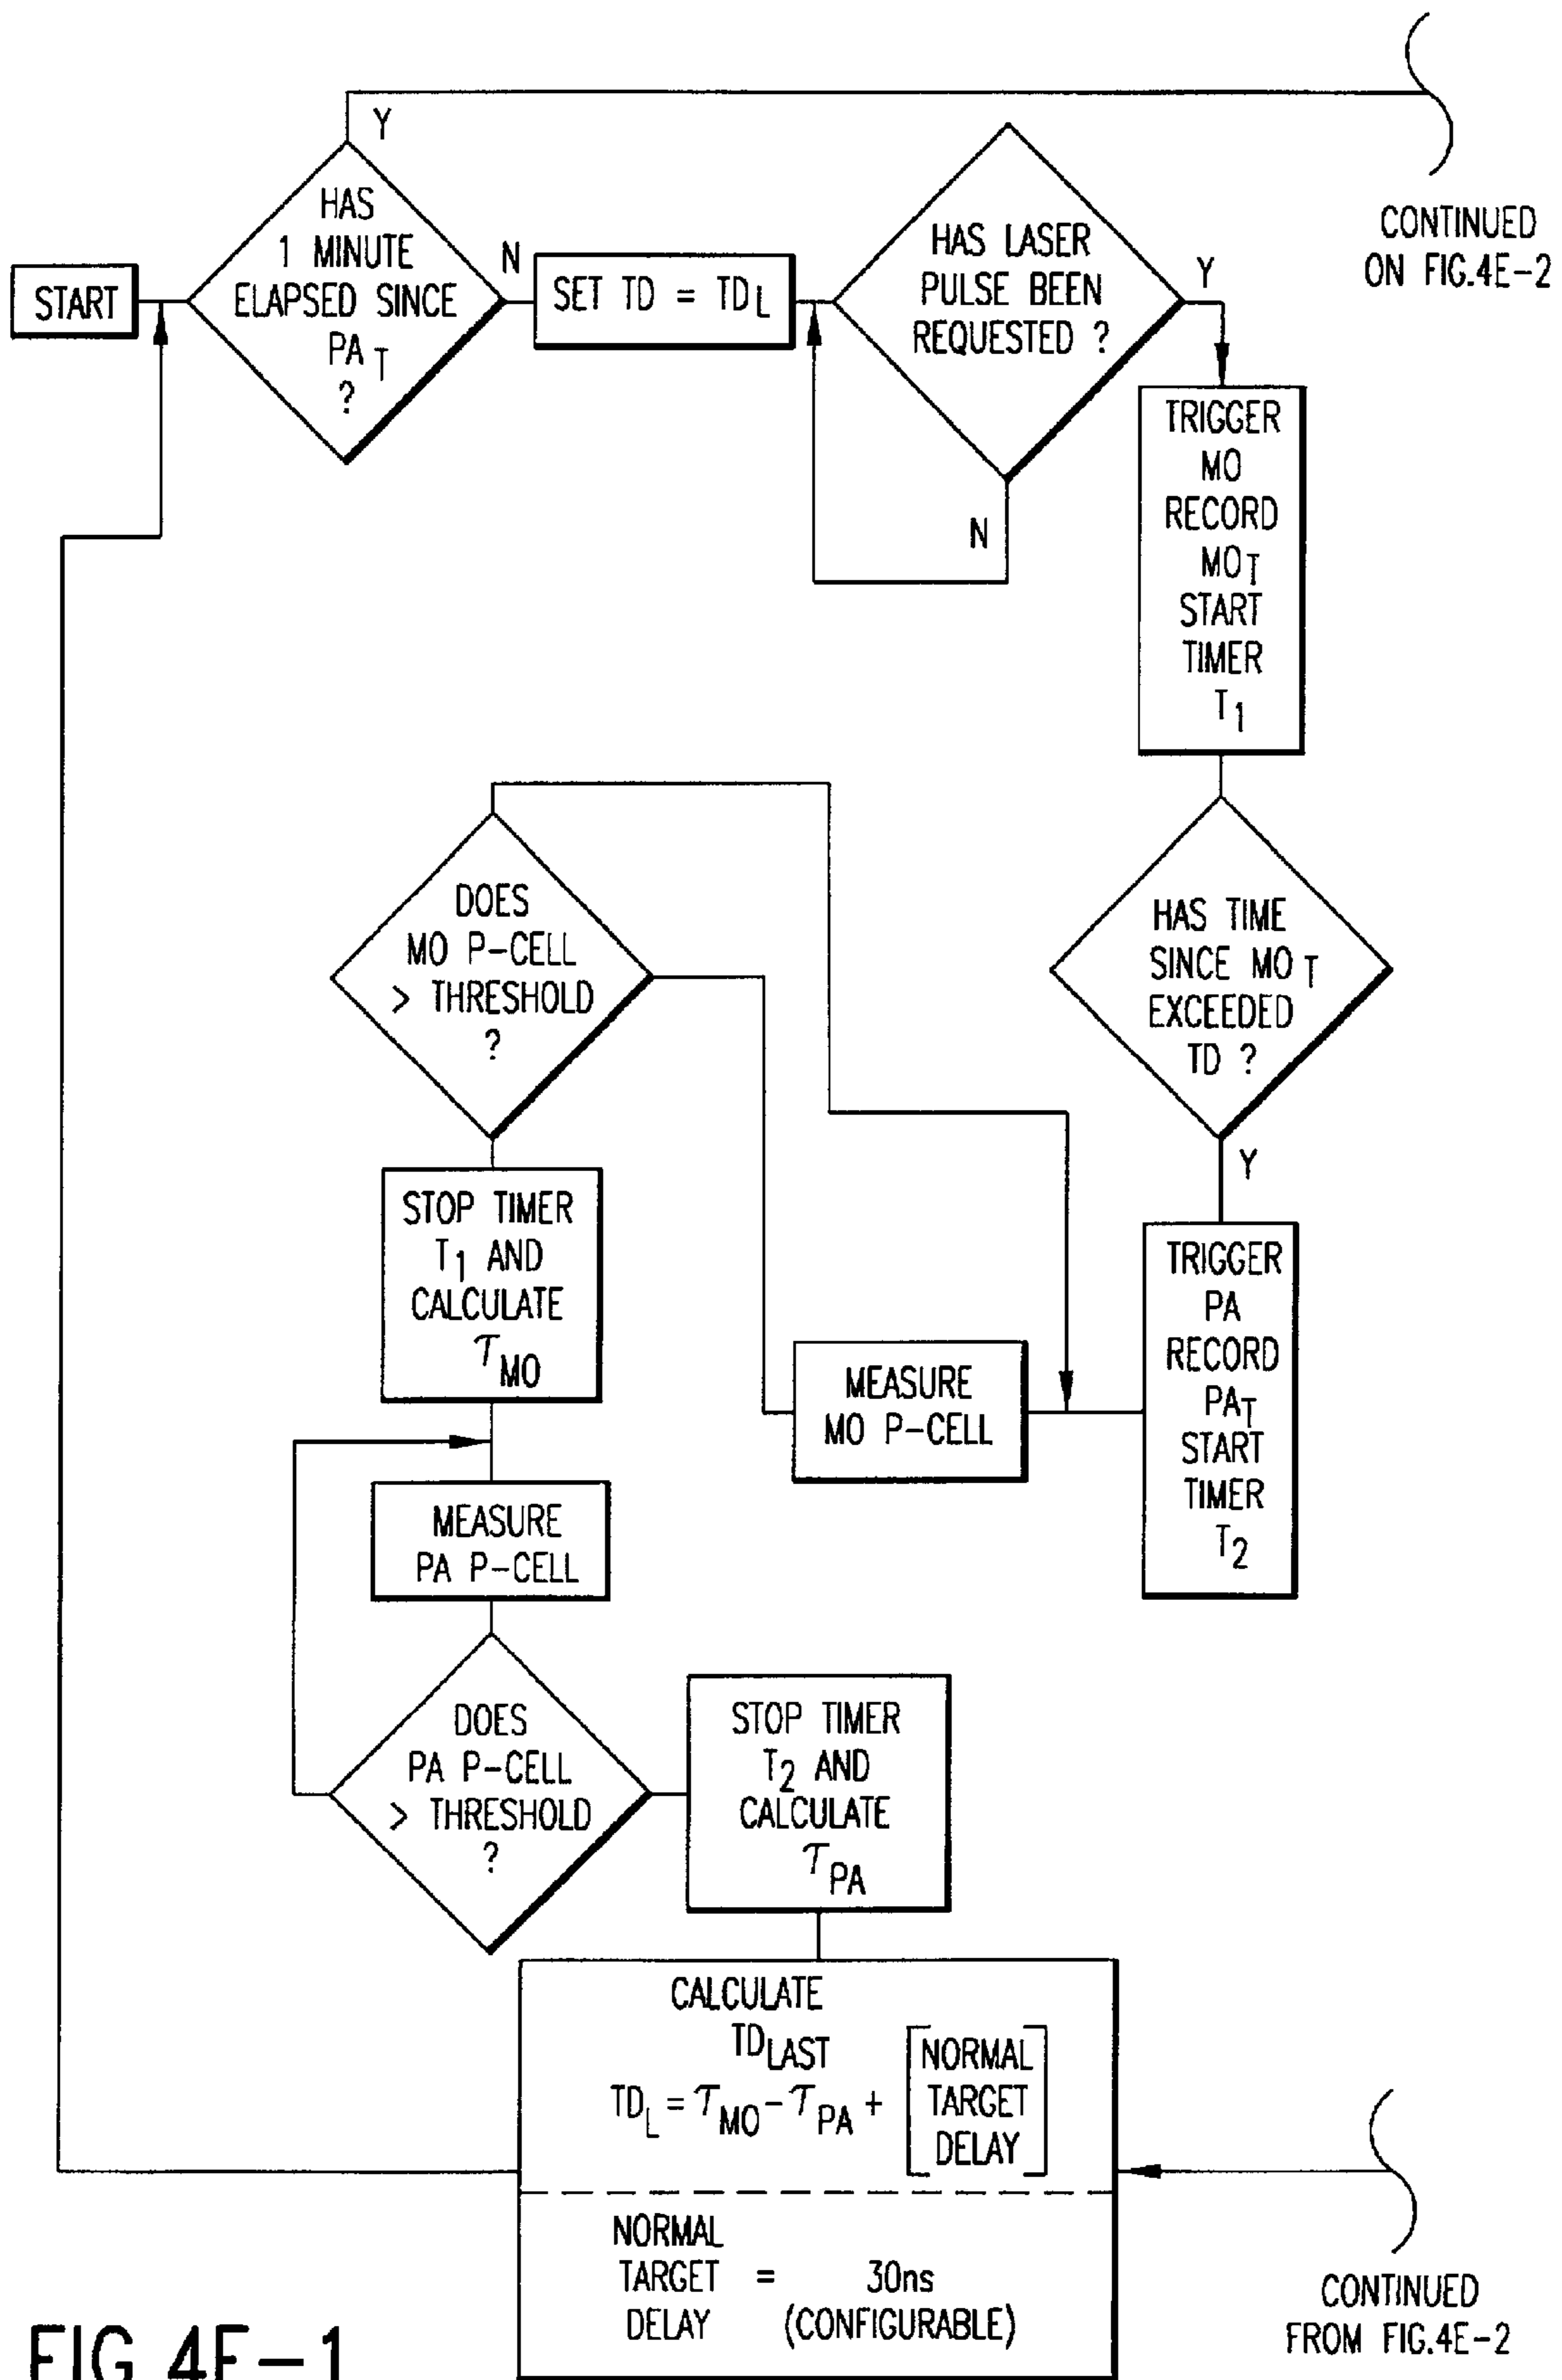 Y
CONTINUED
ON FIG.4E-2
START
HAS
1 MINUTE
ELAPSED SINCE
PA T
?
N
SET TD = TD L
HAS LASER
PULSE BEEN
REQUESTED ?
Y
N
TRIGGER
MO
RECORD
MO T
START
TIMER
T 1
HAS TIME
SINCE MO T
EXCEEDED
TD ?
Y
TRIGGER
PA
RECORD
PA T
START
TIMER
T 2
MEASURE
MO P-CELL
DOES
MO P-CELL
> THRESHOLD
?
STOP TIMER
T 1 AND
CALCULATE
τ MO
MEASURE
PA P-CELL
DOES
PA P-CELL
> THRESHOLD
?
STOP TIMER
T 2 AND
CALCULATE
τ PA
CALCULATE
TD LAST
TD L = τ MO - τ PA + [NORMAL
TARGET
DELAY]
NORMAL
TARGET = 30ns
DELAY (CONFIGURABLE)
CONTINUED
FROM FIG.4E-2
FIG.4E-1